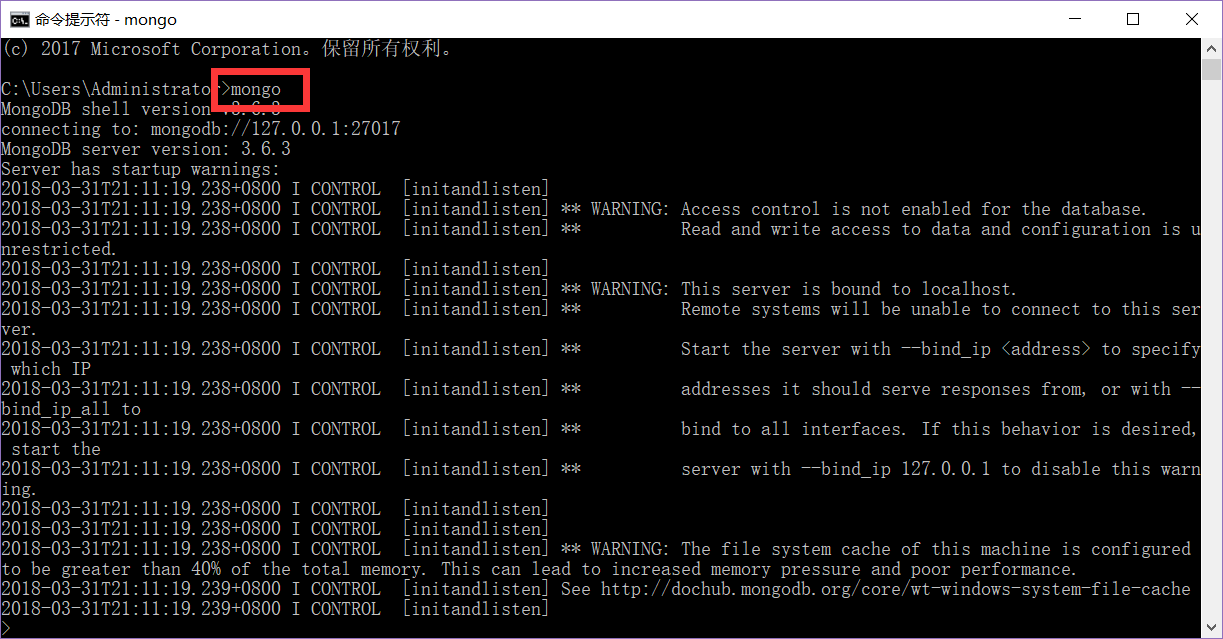 命令提示符 - mongo
(c) 2017 Microsoft Corporation。保留所有权利。
C:\Users\Administrator>mongo
MongoDB shell version v3.6.3
connecting to: mongodb://127.0.0.1:27017
MongoDB server version: 3.6.3
Server has startup warnings:
2018-03-31T21:11:19.238+0800 I CONTROL  [initandlisten]
2018-03-31T21:11:19.238+0800 I CONTROL  [initandlisten] ** WARNING: Access control is not enabled for the database.
2018-03-31T21:11:19.238+0800 I CONTROL  [initandlisten] **          Read and write access to data and configuration is u
nrestricted.
2018-03-31T21:11:19.238+0800 I CONTROL  [initandlisten]
2018-03-31T21:11:19.238+0800 I CONTROL  [initandlisten] ** WARNING: This server is bound to localhost.
2018-03-31T21:11:19.238+0800 I CONTROL  [initandlisten] **          Remote systems will be unable to connect to this ser
ver.
2018-03-31T21:11:19.238+0800 I CONTROL  [initandlisten] **          Start the server with --bind_ip <address> to specify
 which IP
2018-03-31T21:11:19.238+0800 I CONTROL  [initandlisten] **          addresses it should serve responses from, or with --
bind_ip_all to
2018-03-31T21:11:19.238+0800 I CONTROL  [initandlisten] **          bind to all interfaces. If this behavior is desired,
 start the
2018-03-31T21:11:19.238+0800 I CONTROL  [initandlisten] **          server with --bind_ip 127.0.0.1 to disable this warn
ing.
2018-03-31T21:11:19.238+0800 I CONTROL  [initandlisten]
2018-03-31T21:11:19.238+0800 I CONTROL  [initandlisten]
2018-03-31T21:11:19.238+0800 I CONTROL  [initandlisten] ** WARNING: The file system cache of this machine is configured
to be greater than 40% of the total memory. This can lead to increased memory pressure and poor performance.
2018-03-31T21:11:19.239+0800 I CONTROL  [initandlisten] See http://dochub.mongodb.org/core/wt-windows-system-file-cache
2018-03-31T21:11:19.239+0800 I CONTROL  [initandlisten]
>